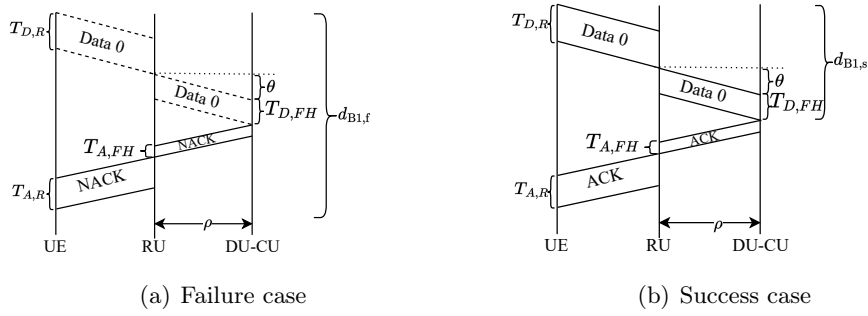 T_{D,R}
Data 0
Data 0
θ
T_{D,FH}
d_{B1,f}
T_{A,FH}
NACK
T_{A,R}
NACK
ρ
UE RU DU-CU
(a) Failure case
T_{D,R}
Data 0
Data 0
θ
T_{D,FH}
d_{B1,s}
T_{A,FH}
ACK
T_{A,R}
ACK
ρ
UE RU DU-CU
(b) Success case